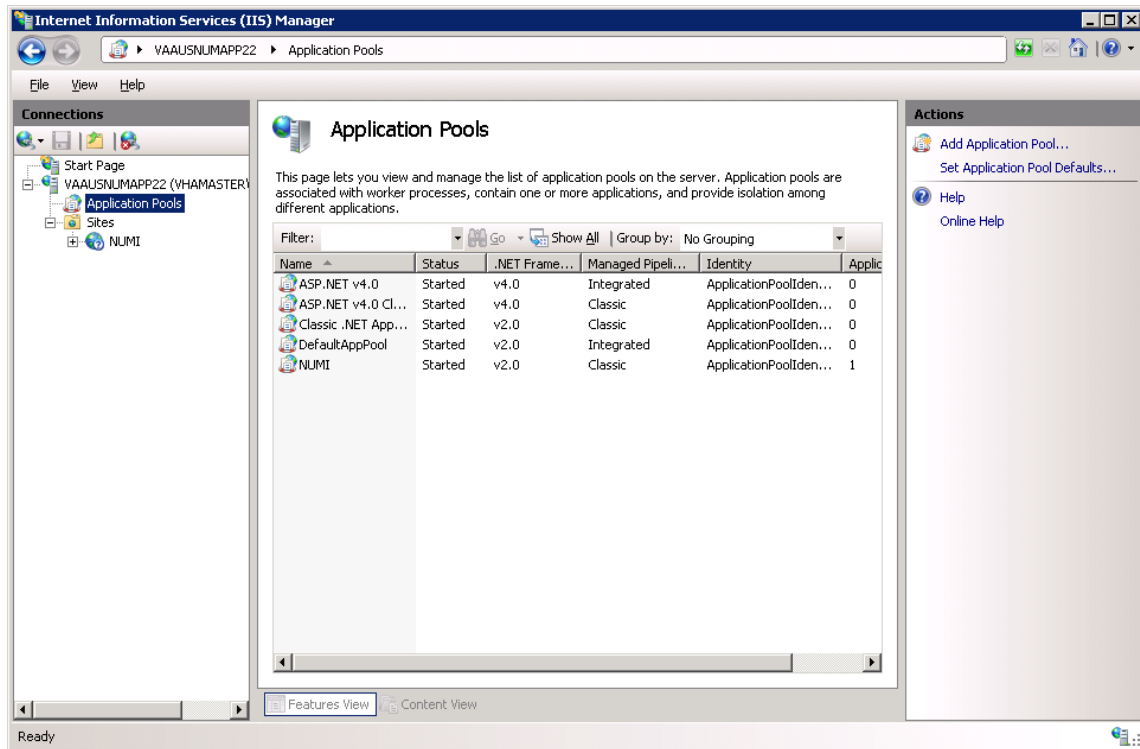 Internet Information Services (IIS) Manager
VAAUSNUMAPP22 Application Pools
File View Help
Connections
Start Page
VAAUSNUMAPP22 (VHAMASTER\
Application Pools
Sites
NUMI
Application Pools
This page lets you view and manage the list of application pools on the server. Application pools are
associated with worker processes, contain one or more applications, and provide isolation among
different applications.
Filter: Go Show All Group by: No Grouping
Name Status .NET Frame... Managed Pipeli... Identity Applic
ASP.NET v4.0 Started v4.0 Integrated ApplicationPoolIden... 0
ASP.NET v4.0 Cl... Started v4.0 Classic ApplicationPoolIden... 0
Classic .NET App... Started v2.0 Classic ApplicationPoolIden... 0
DefaultAppPool Started v2.0 Integrated ApplicationPoolIden... 0
NUMI Started v2.0 Classic ApplicationPoolIden... 1
Features View Content View
Actions
Add Application Pool...
Set Application Pool Defaults...
Help
Online Help
Ready